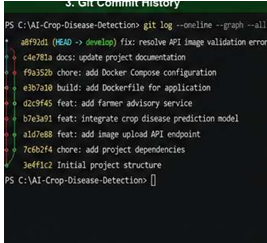 3. Git Commit History
PS C:\AI-Crop-Disease-Detection> git log --oneline --graph --all
a8f92d1 (HEAD -> develop) fix: resolve API image validation error
c4e781a docs: update project documentation
f9a352b chore: add Docker Compose configuration
e3b7a10 build: add Dockerfile for application
d2c9f45 feat: add farmer advisory service
b7e3a91 feat: integrate crop disease prediction model
a1d7e88 feat: add image upload API endpoint
7c6b2f4 chore: add project dependencies
3e4f1c2 Initial project structure
PS C:\AI-Crop-Disease-Detection>